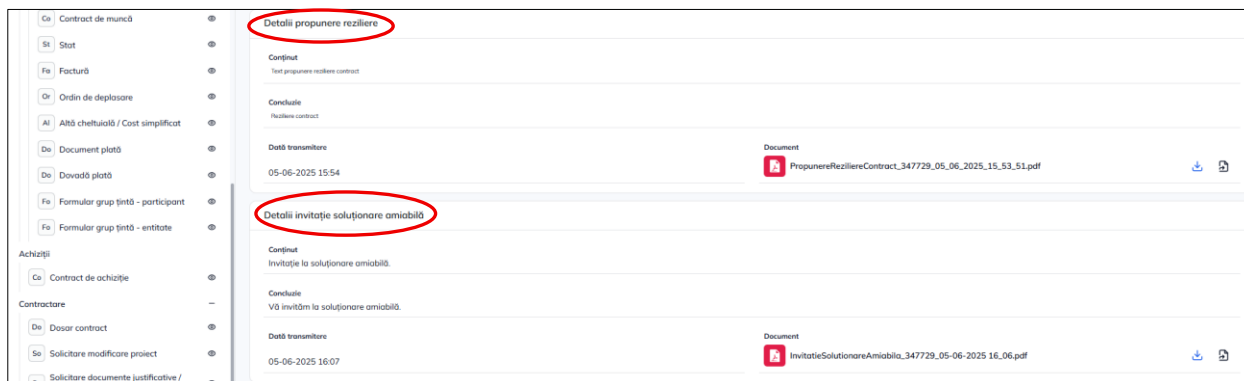 Co Contract de muncă
St Stat
Fa Factură
Or Ordin de deplasare
Al Altă cheltuială / Cost simplificat
Do Document plată
Do Dovadă plată
Fo Formular grup țintă - participant
Fo Formular grup țintă - entitate
Achiziții
Co Contract de achiziție
Contractare
Do Dosar contract
So Solicitare modificare proiect
Solicitare documente justificative /
Detalii propunere reziliere
Conținut
Text propunere reziliere contract
Concluzie
Reziliere contract
Dată transmitere
05-06-2025 15:54
Document
PropunereReziliereContract_347729_05_06_2025_15_53_51.pdf
Detalii invitație soluționare amiabilă
Conținut
Invitație la soluționare amiabilă.
Concluzie
Vă invităm la soluționare amiabilă.
Dată transmitere
05-06-2025 16:07
Document
InvitatieSolutionareAmiabila_347729_05-06-2025 16_06.pdf